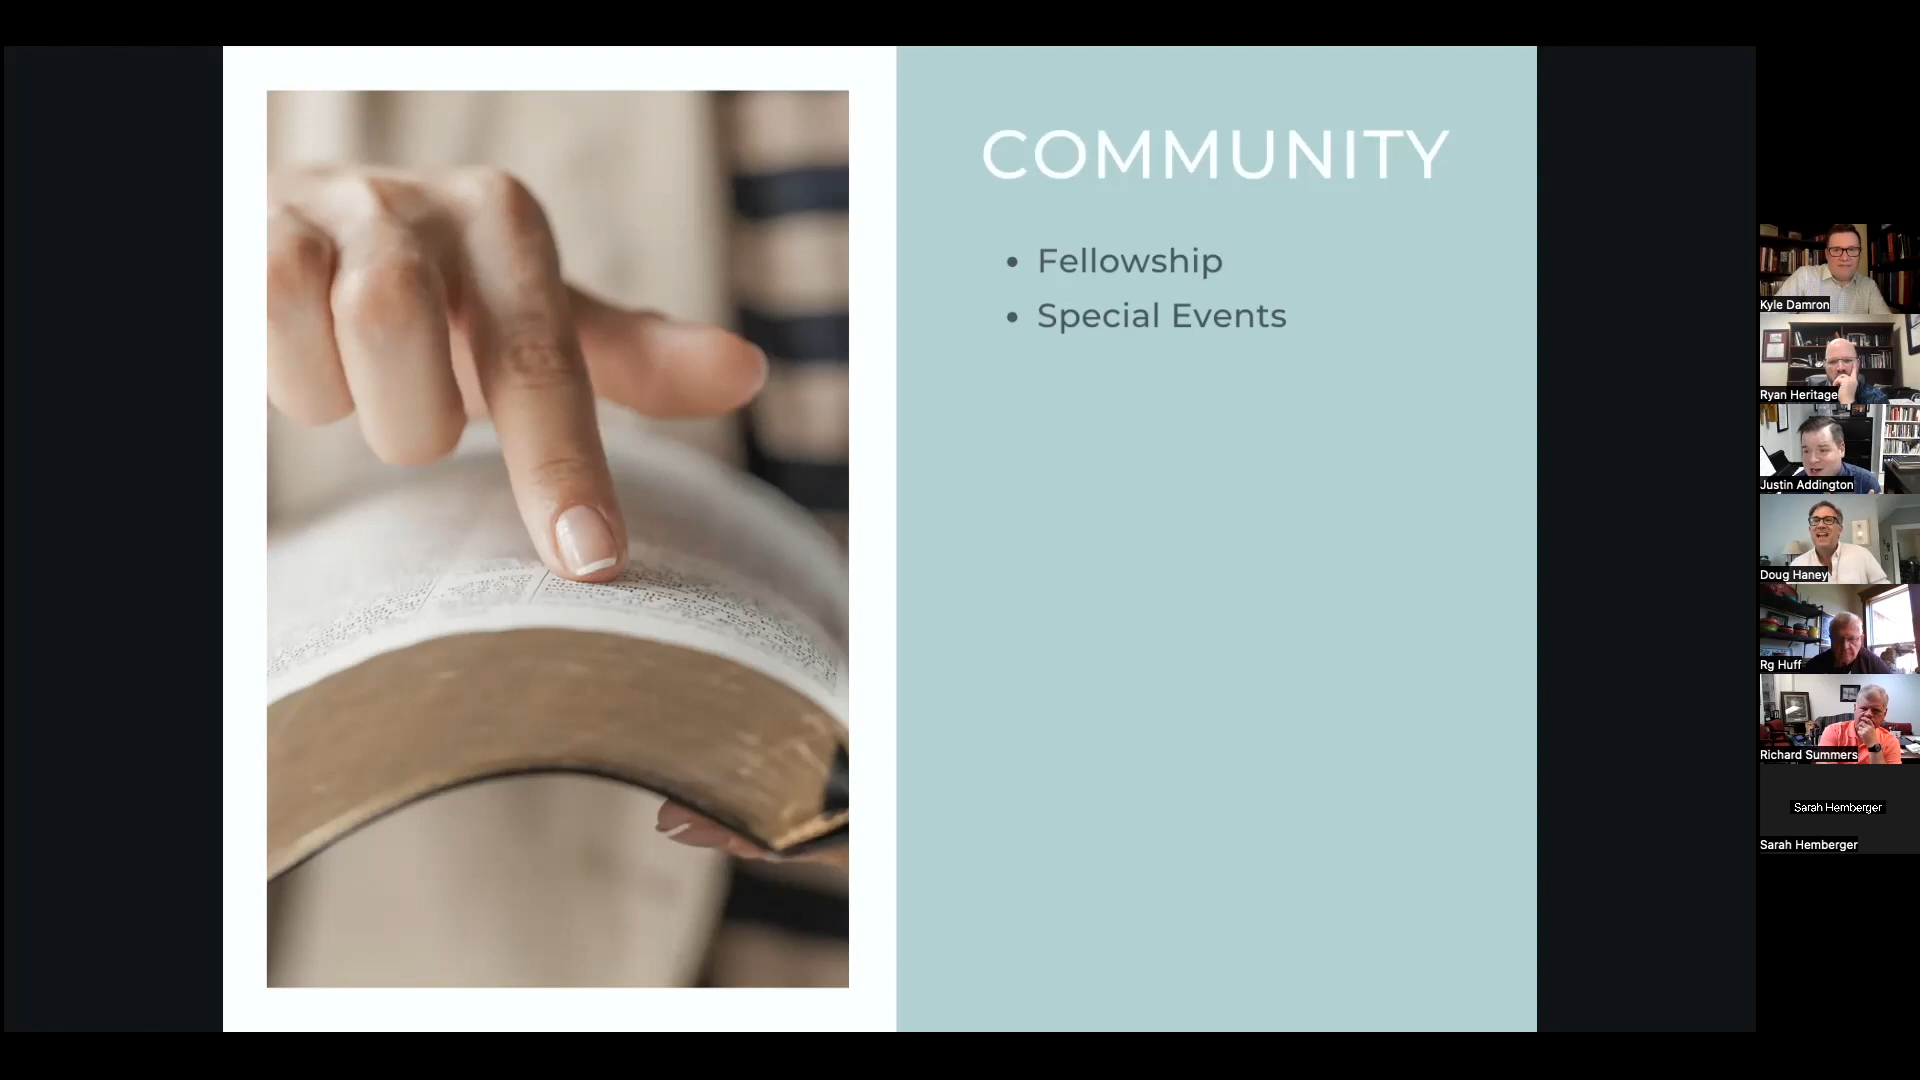 COMMUNITY
• Fellowship
• Special Events
Kyle Damron
Ryan Heritage
Justin Addington
Doug Haney
Rg Huff
Richard Summers
Sarah Hemberger
Sarah Hemberger